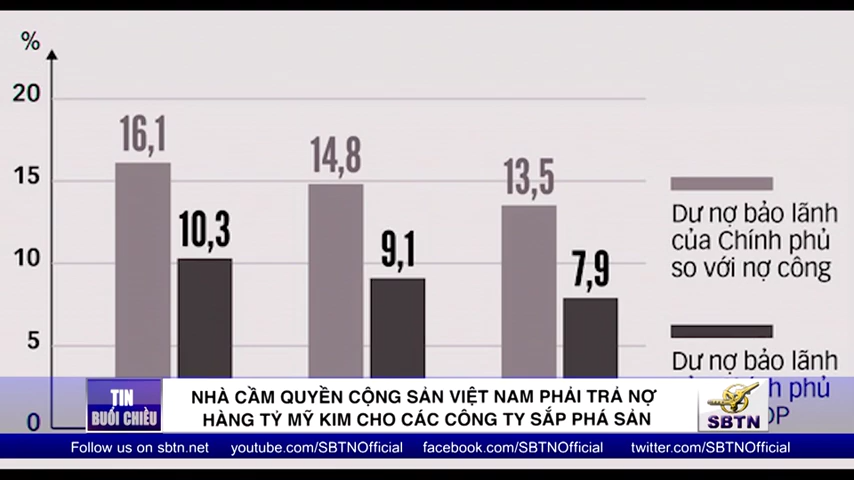 %
20
16,1
14,8
15
13,5
10,3
10
9,1
7,9
5
0
Dư nợ bảo lãnh
của Chính phủ
so với nợ công
Dư nợ bảo lãnh
phủ
TIN
BUỔI CHIỀU
NHÀ CẦM QUYỀN CỘNG SẢN VIỆT NAM PHẢI TRẢ NỢ
HÀNG TỶ MỸ KIM CHO CÁC CÔNG TY SẮP PHÁ SẢN
SBTN
Follow us on sbtn.net youtube.com/SBTNOfficial facebook.com/SBTNOfficial twitter.com/SBTNOfficial